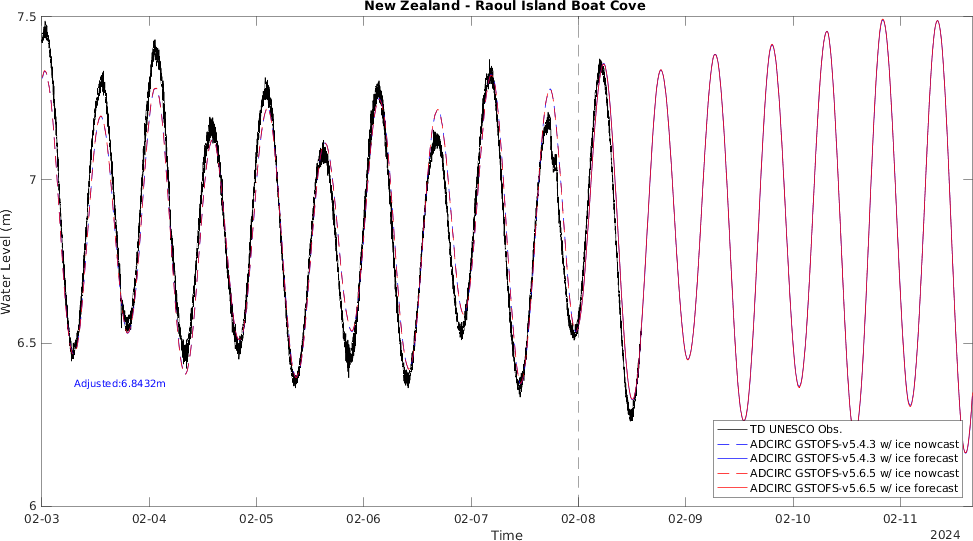 New Zealand - Raoul Island Boat Cove
7.5
7
6.5
6
Water Level (m)
Adjusted:6.8432m
TD UNESCO Obs.
ADCIRC GSTOFS-v5.4.3 w/ ice nowcast
ADCIRC GSTOFS-v5.4.3 w/ ice forecast
ADCIRC GSTOFS-v5.6.5 w/ ice nowcast
ADCIRC GSTOFS-v5.6.5 w/ ice forecast
02-03 02-04 02-05 02-06 02-07 02-08 02-09 02-10 02-11
Time
2024